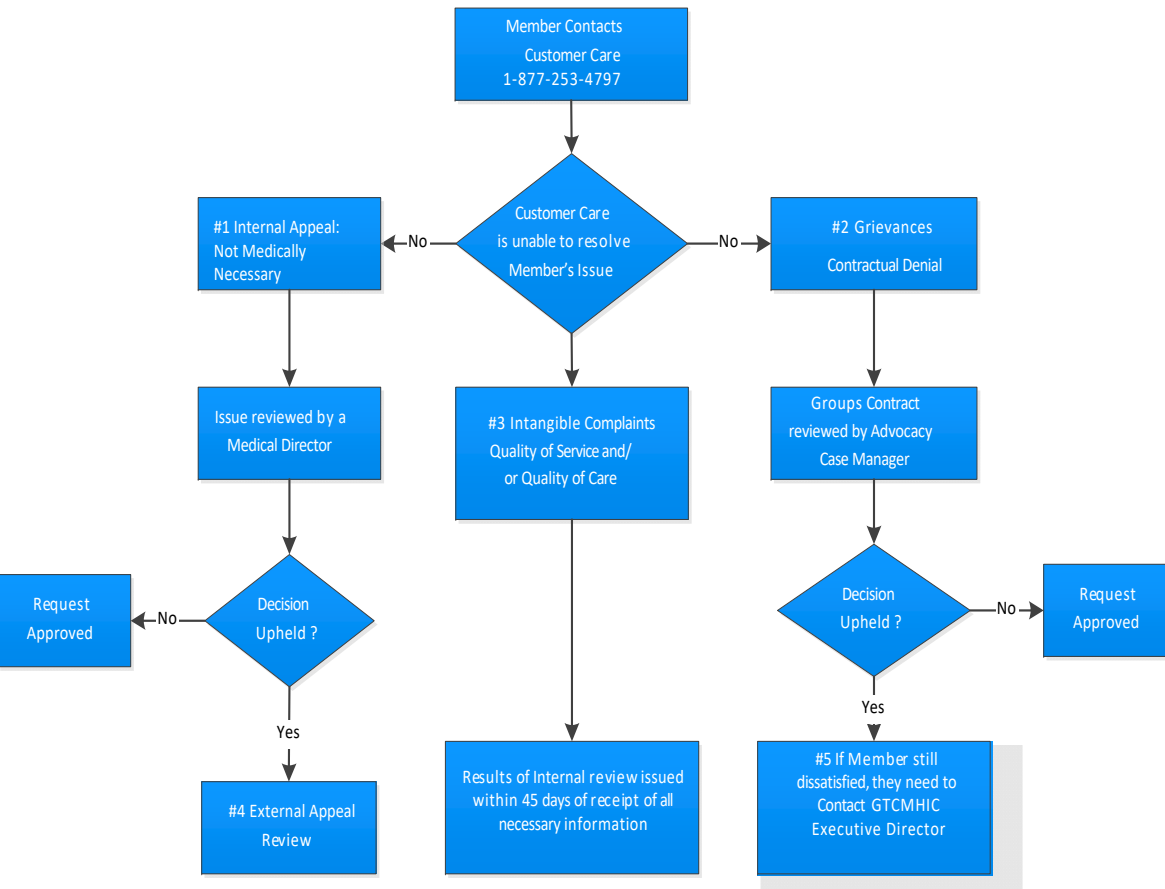 Member Contacts
Customer Care
1-877-253-4797
Customer Care
is unable to resolve
Member's Issue
No
No
#1 Internal Appeal:
Not Medically
Necessary
#2 Grievances
Contractual Denial
Issue reviewed by a
Medical Director
#3 Intangible Complaints
Quality of Service and/
or Quality of Care
Groups Contract
reviewed by Advocacy
Case Manager
Decision
Upheld ?
No
Request
Approved
Decision
Upheld ?
No
Request
Approved
Yes
Yes
#4 External Appeal
Review
Results of Internal review issued
within 45 days of receipt of all
necessary information
#5 If Member still
dissatisfied, they need to
Contact GTCMHIC
Executive Director